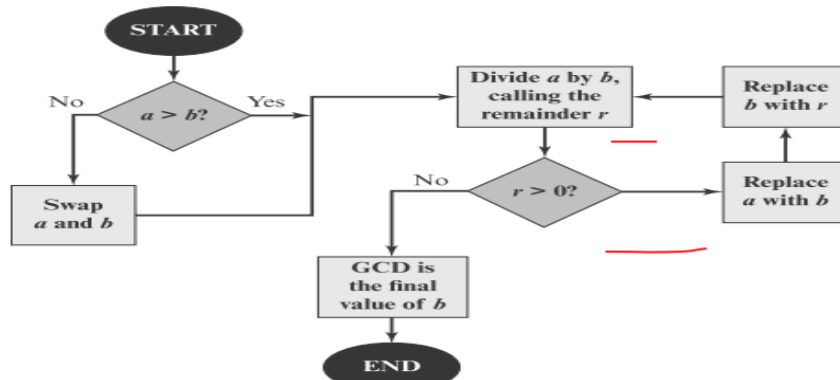 START
No
a > b?
Yes
Swap
a and b
Divide a by b,
calling the
remainder r
Replace
b with r
No
r > 0?
Replace
a with b
GCD is
the final
value of b
END